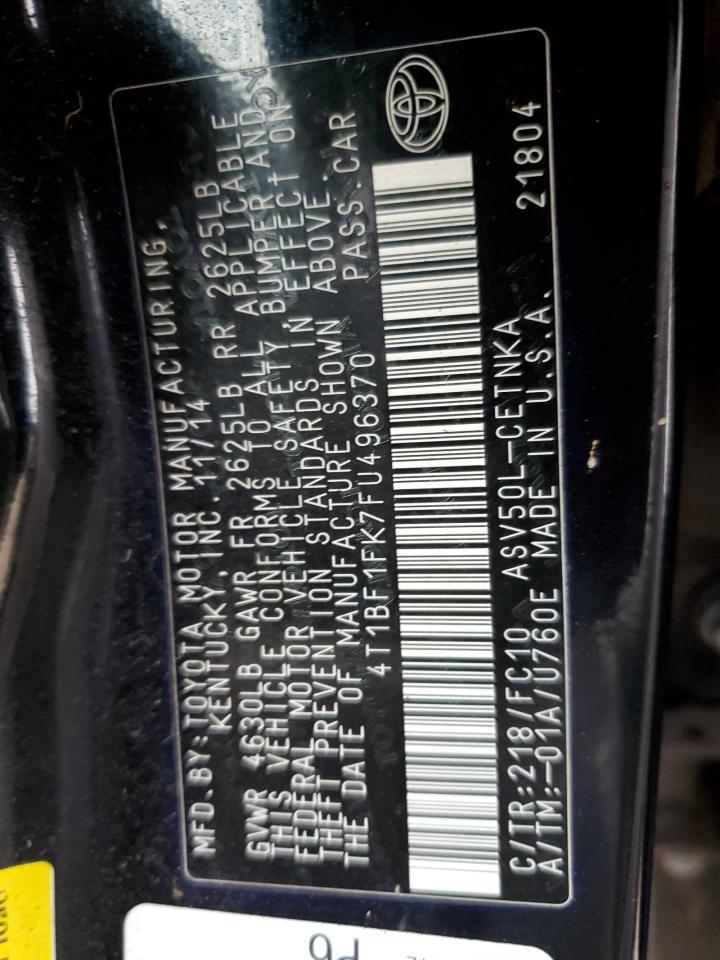 MFD. BY: TOYOTA MOTOR MANUFACTURING,
KENTUCKY, INC. 11/14
GVWR 4630LB GAWR FR 2625LB RR 2625LB
THIS VEHICLE CONFORMS TO ALL APPLICABLE
FEDERAL MOTOR VEHICLE SAFETY, BUMPER, AND
THEFT PREVENTION STANDARDS IN EFFECT ON
THE DATE OF MANUFACTURE SHOWN ABOVE
4T1BF1FK7FU496370 PASS. CAR
C/TR:218/FC10 ASV50L-CETNKA
A/TM:-01A/U760E MADE IN U.S.A. 21804
P6